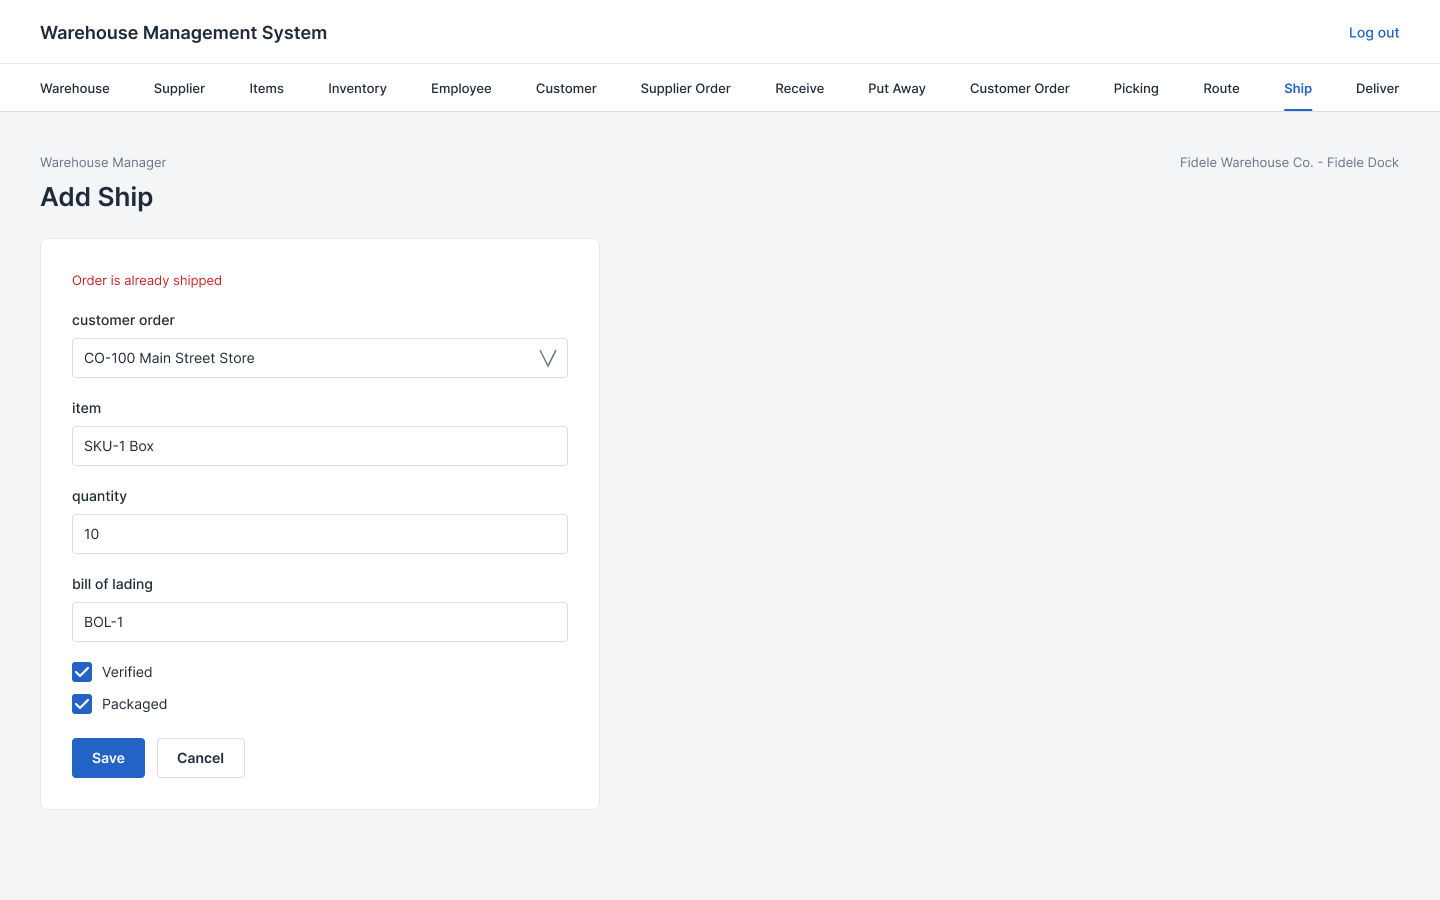 Warehouse Management System
Log out
Warehouse Supplier Items Inventory Employee Customer Supplier Order Receive Put Away Customer Order Picking Route Ship Deliver
Warehouse Manager
Fidele Warehouse Co. - Fidele Dock
Add Ship
Order is already shipped
customer order
CO-100 Main Street Store
item
SKU-1 Box
quantity
10
bill of lading
BOL-1
Verified
Packaged
Save Cancel